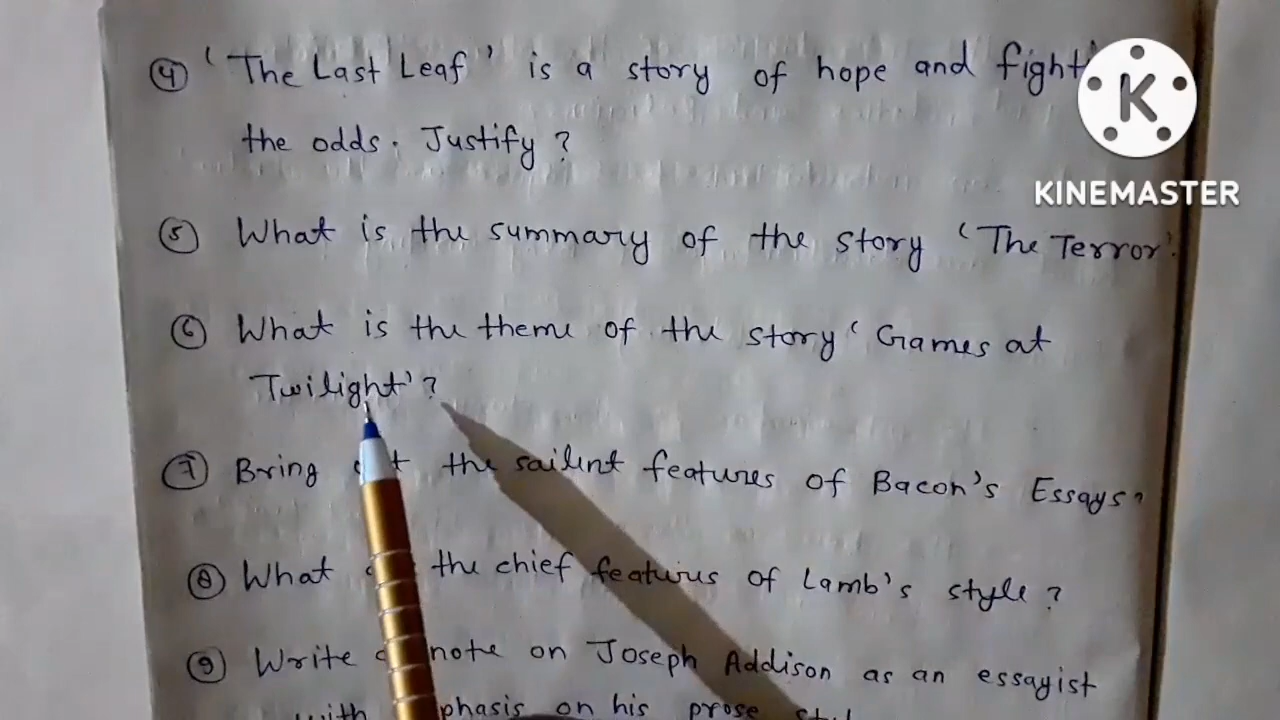 ④ 'The Last Leaf' is a story of hope and
the odds. Justify?
⑤ What is the summary of the story 'The Terror'.
⑥ What is the theme of the story 'Games at
Twilight'?
⑦ Bring the sailent features of Bacon's Essays?
⑧ What the chief features of Lamb's style?
⑨ Write note on Joseph Addison as an essayist
on his prose
K
KINEMASTER